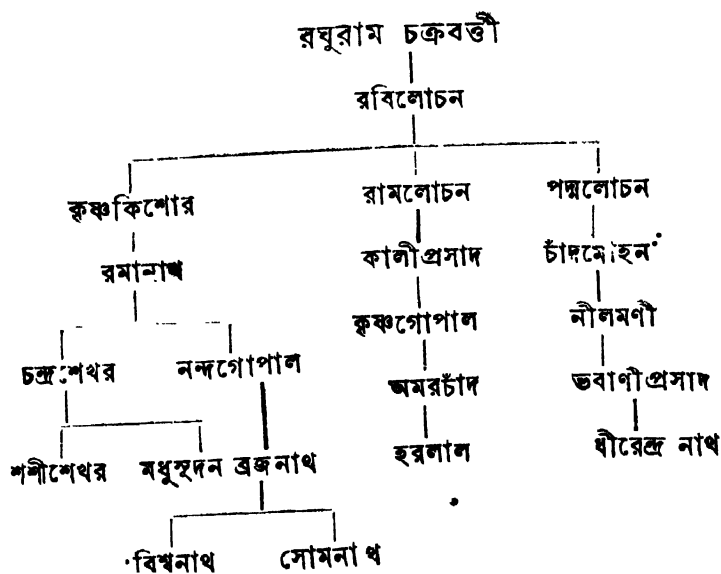 রঘুরাম চক্রবর্ত্তী
রবিলোচন
কৃষ্ণকিশোর রামলোচন পদ্মলোচন
রমানাথ কালীপ্রসাদ চাঁদমোহন
কৃষ্ণগোপাল নীলমণী
চন্দ্রশেখর নন্দগোপাল অমরচাঁদ ভবাণীপ্রসাদ
শশীশেখর মধুসূদন ব্রজনাথ হরলাল ধীরেন্দ্র নাথ
বিশ্বনাথ সোমনাথ